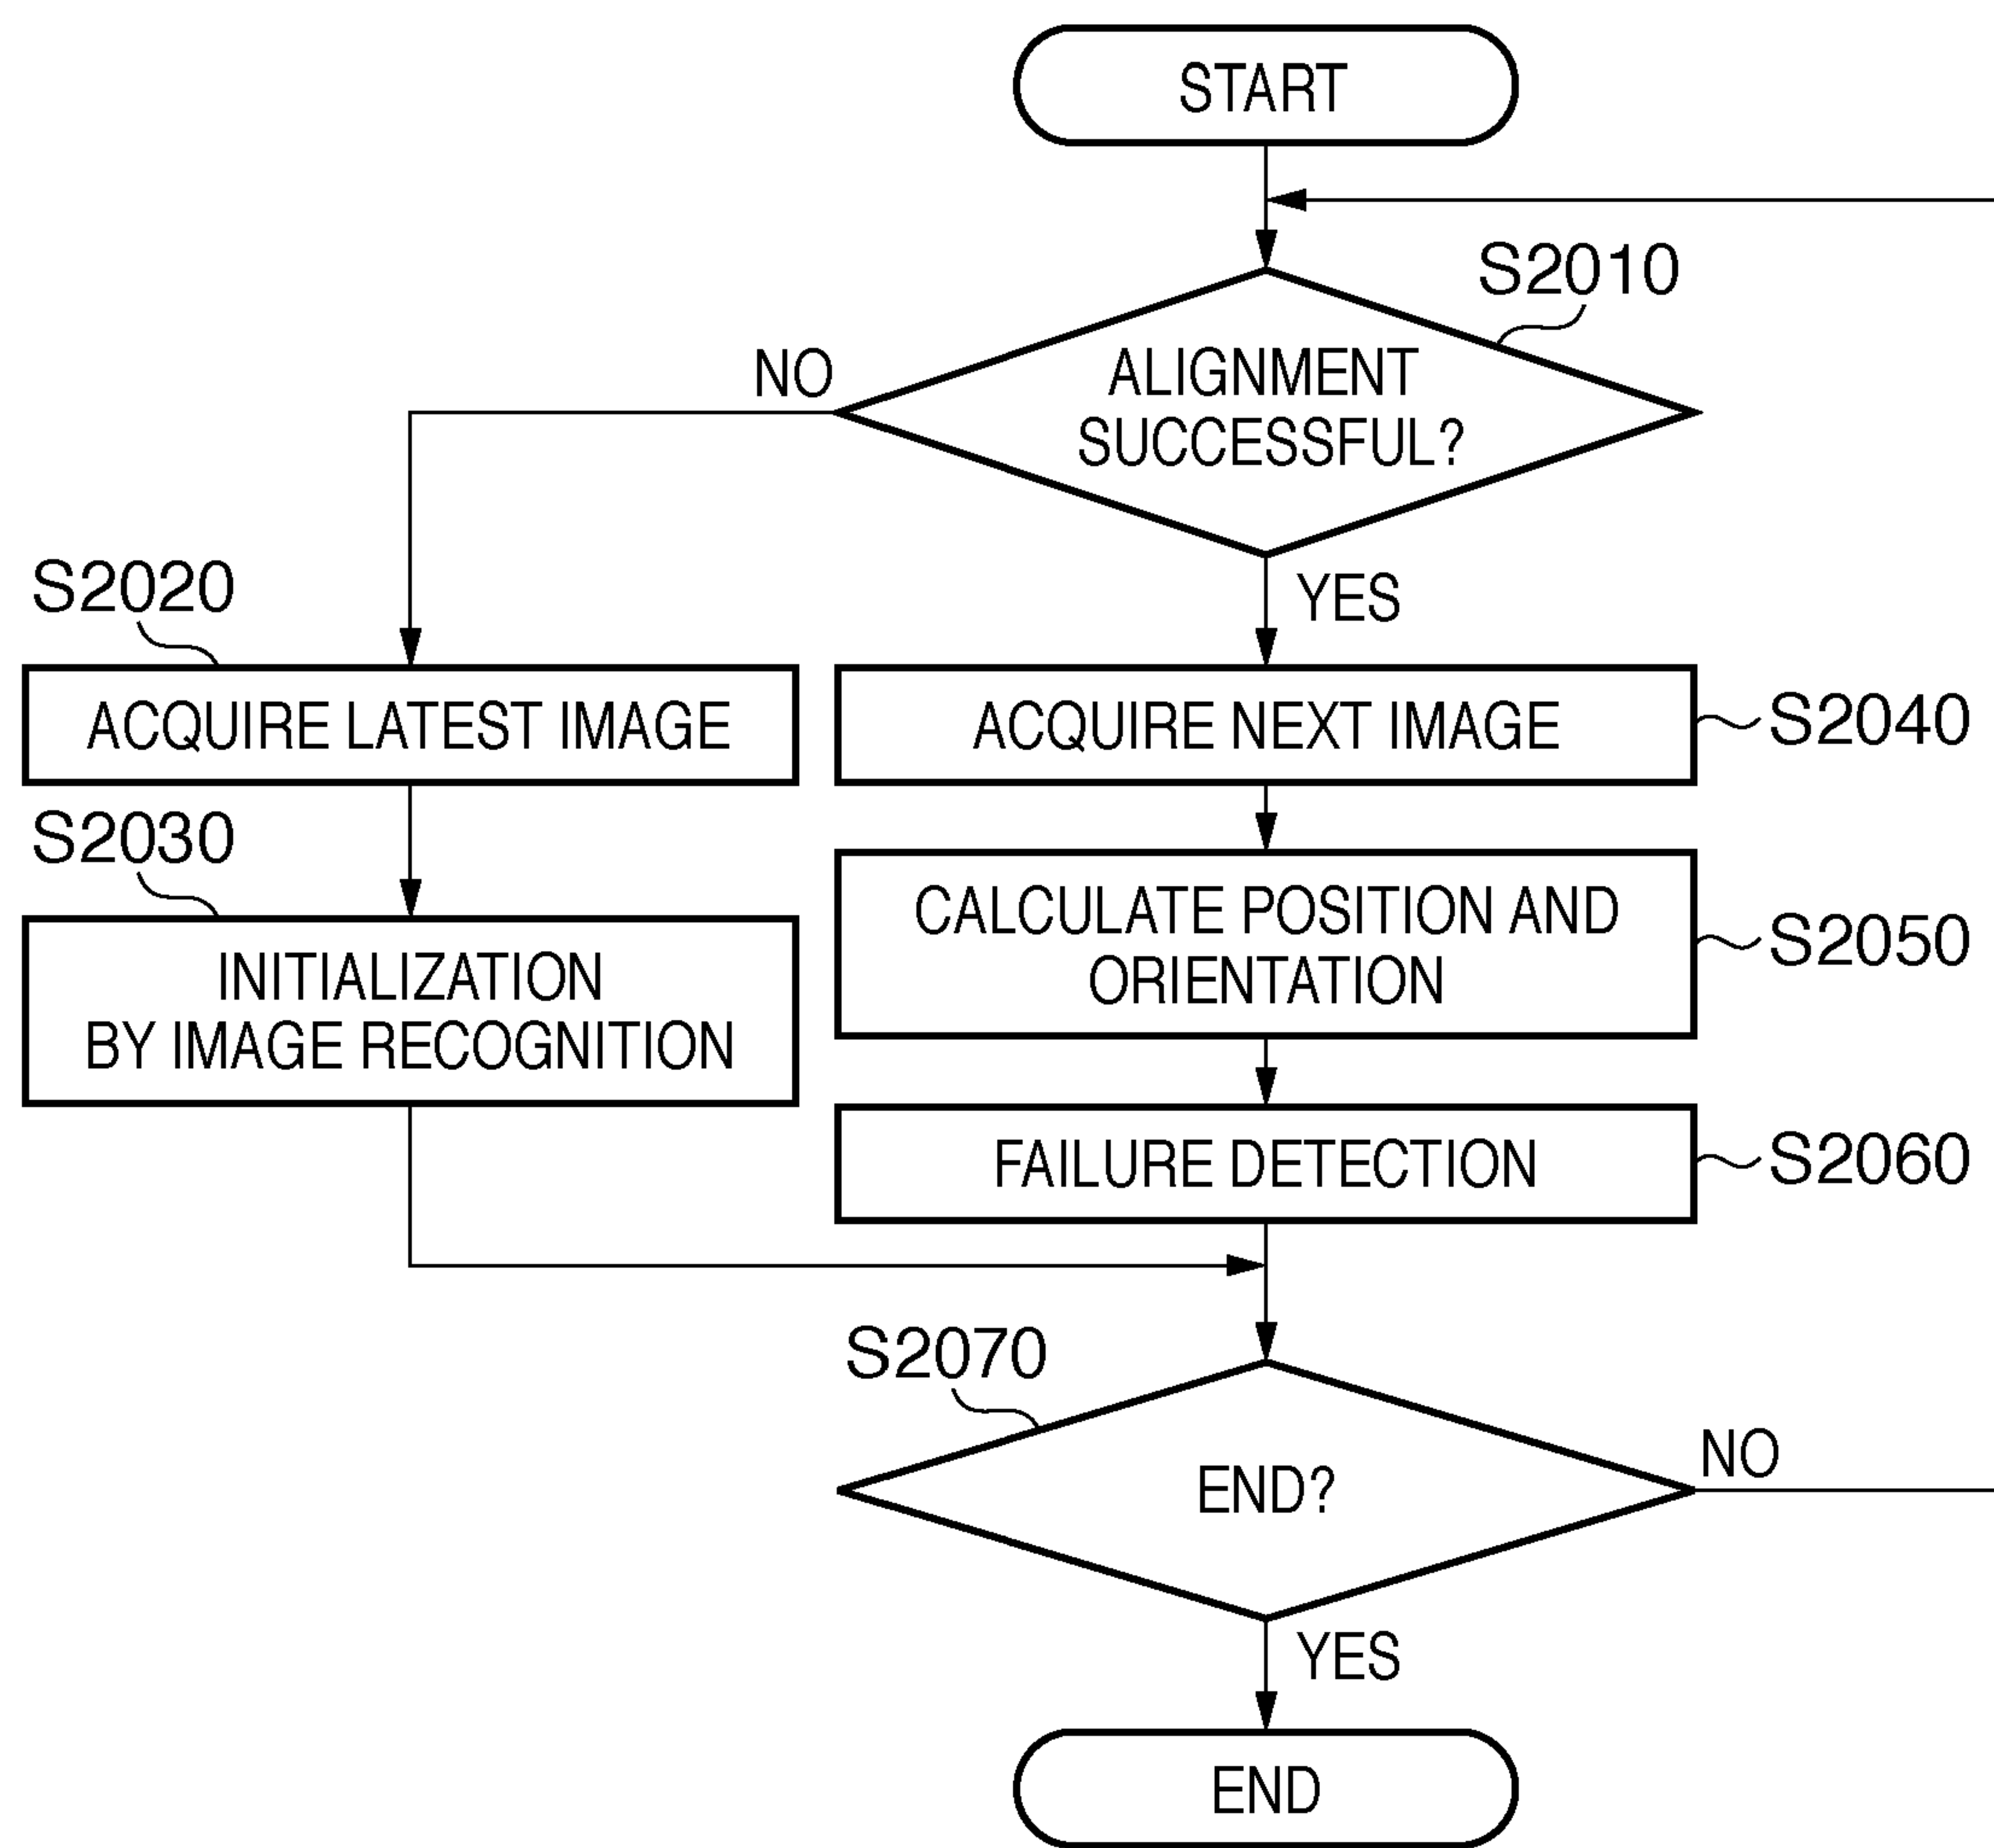 START
S2010
NO
ALIGNMENT
SUCCESSFUL?
YES
S2020
ACQUIRE LATEST IMAGE
S2030
INITIALIZATION
BY IMAGE RECOGNITION
ACQUIRE NEXT IMAGE
S2040
CALCULATE POSITION AND
ORIENTATION
S2050
FAILURE DETECTION
S2060
S2070
END?
NO
YES
END